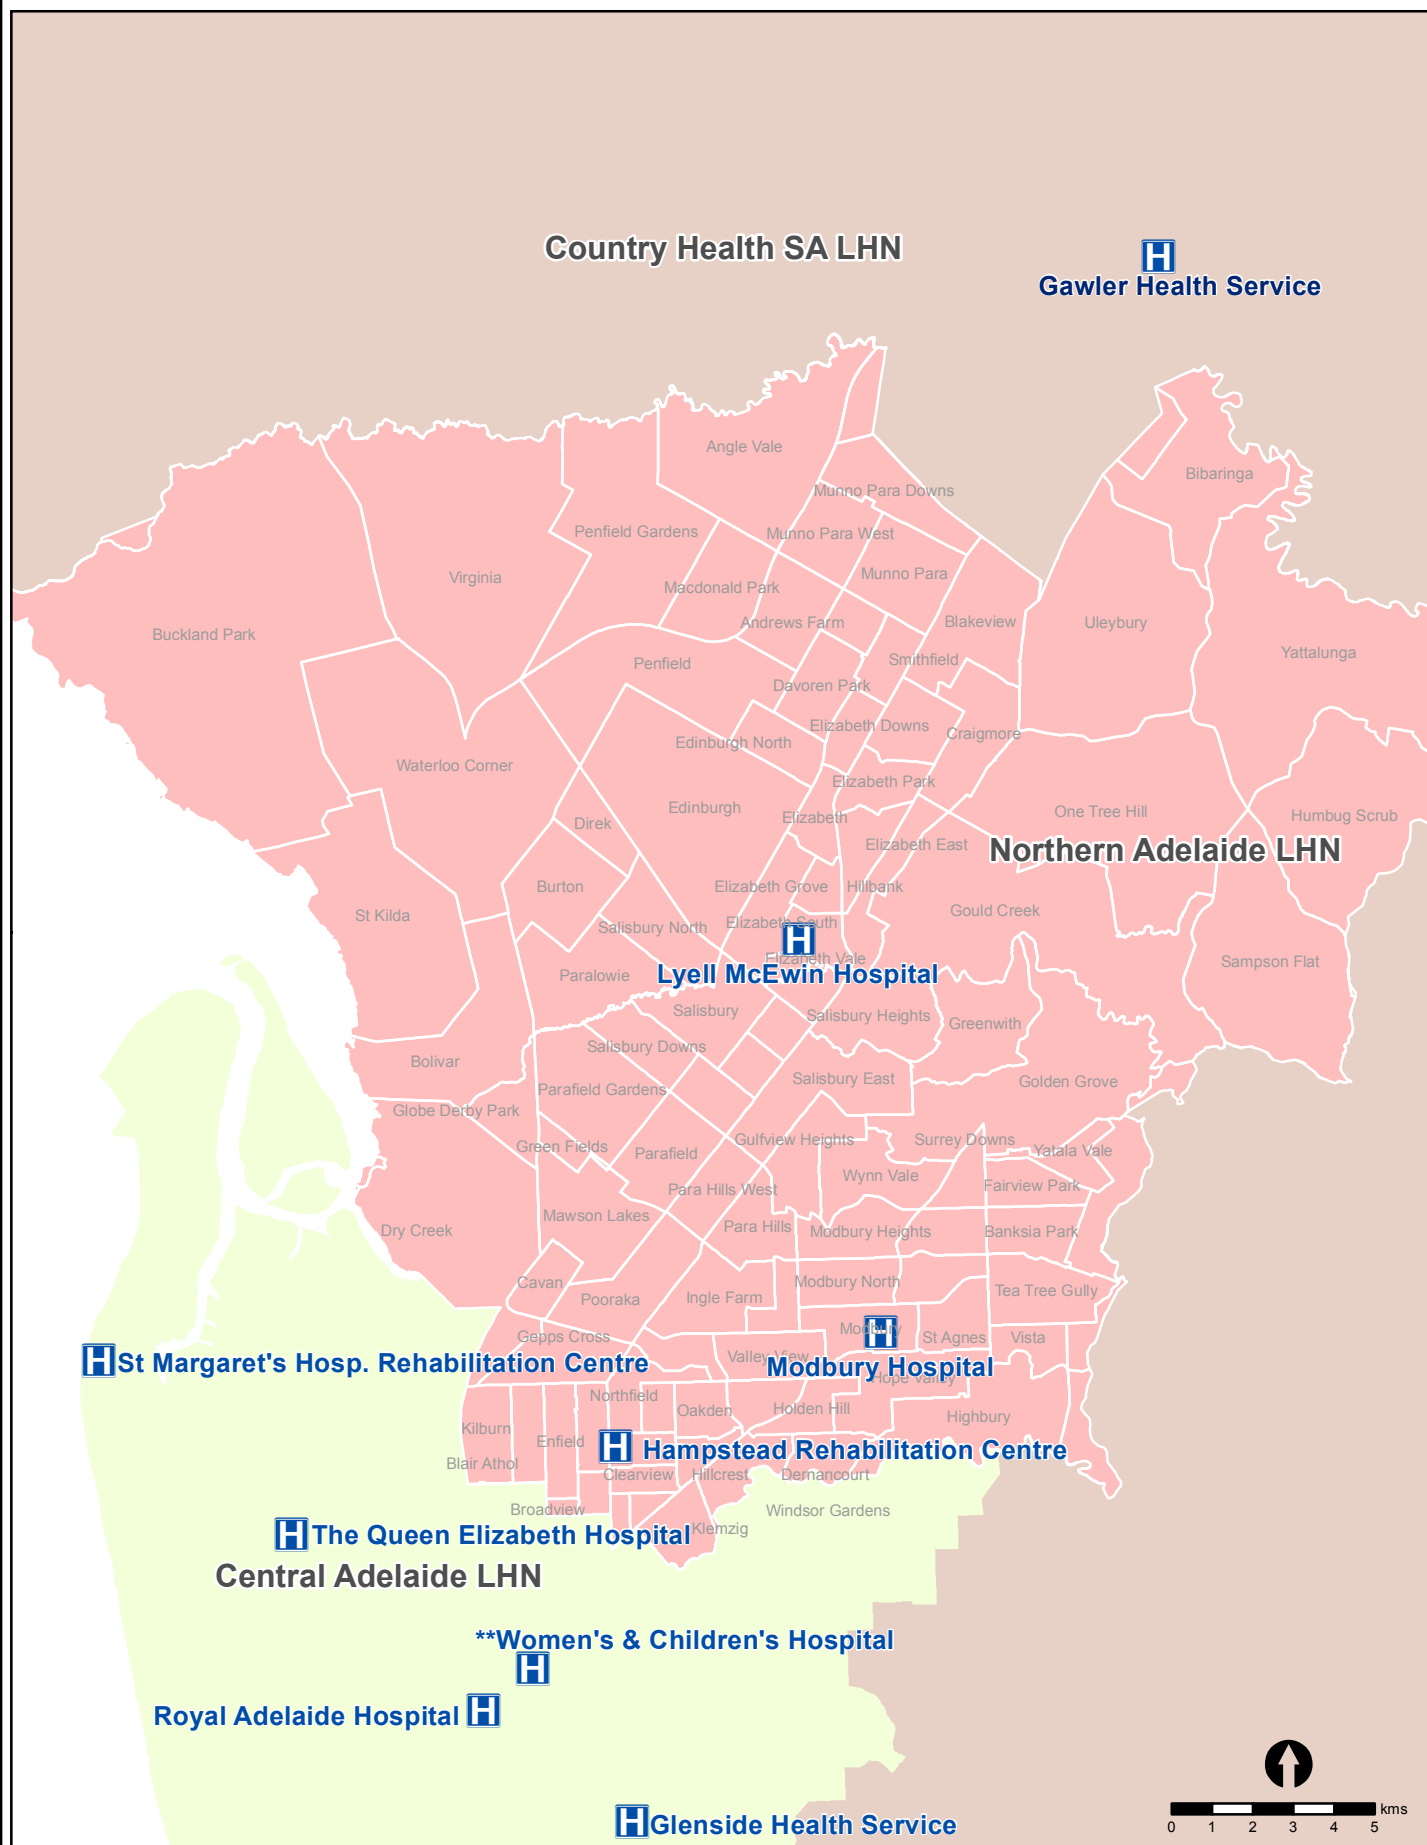 Country Health SA LHN
H
Gawler Health Service
Angle Vale
Bibaringa
Munno Para Downs
Penfield Gardens
Munno Para West
Virginia
Munno Para
Macdonald Park
Buckland Park
Andrews Farm
Blakeview
Uleybury
Yattalunga
Penfield
Smithfield
Davoren Park
Elizabeth Downs
Craigmore
Edinburgh North
Waterloo Corner
Elizabeth Park
Edinburgh
Elizabeth
One Tree Hill
Humbug Scrub
Direk
Elizabeth East
Northern Adelaide LHN
Burton
Elizabeth Grove
Hillbank
St Kilda
Salisbury North
Elizabeth South
Gould Creek
H
Elizabeth Vale
Sampson Flat
Paralowie
Lyell McEwin Hospital
Salisbury
Salisbury Heights
Greenwith
Salisbury Downs
Bolivar
Salisbury East
Golden Grove
Parafield Gardens
Globe Derby Park
Green Fields
Parafield
Gulfview Heights
Surrey Downs
Yatala Vale
Wynn Vale
Fairview Park
Para Hills West
Mawson Lakes
Dry Creek
Para Hills
Modbury Heights
Banksia Park
Cavan
Pooraka
Ingle Farm
Modbury North
Tea Tree Gully
Gepps Cross
Modbury
H
St Agnes
Vista
H St Margaret's Hosp. Rehabilitation Centre
Valley View
Modbury Hospital
Hope Valley
Northfield
Oakden
Holden Hill
Highbury
Kilburn
Enfield
H Hampstead Rehabilitation Centre
Blair Athol
Clearview
Hillcrest
Dernancourt
Broadview
Windsor Gardens
H The Queen Elizabeth Hospital
Klemzig
Central Adelaide LHN
**Women's & Children's Hospital
H
Royal Adelaide Hospital H
H Glenside Health Service
kms
0 1 2 3 4 5